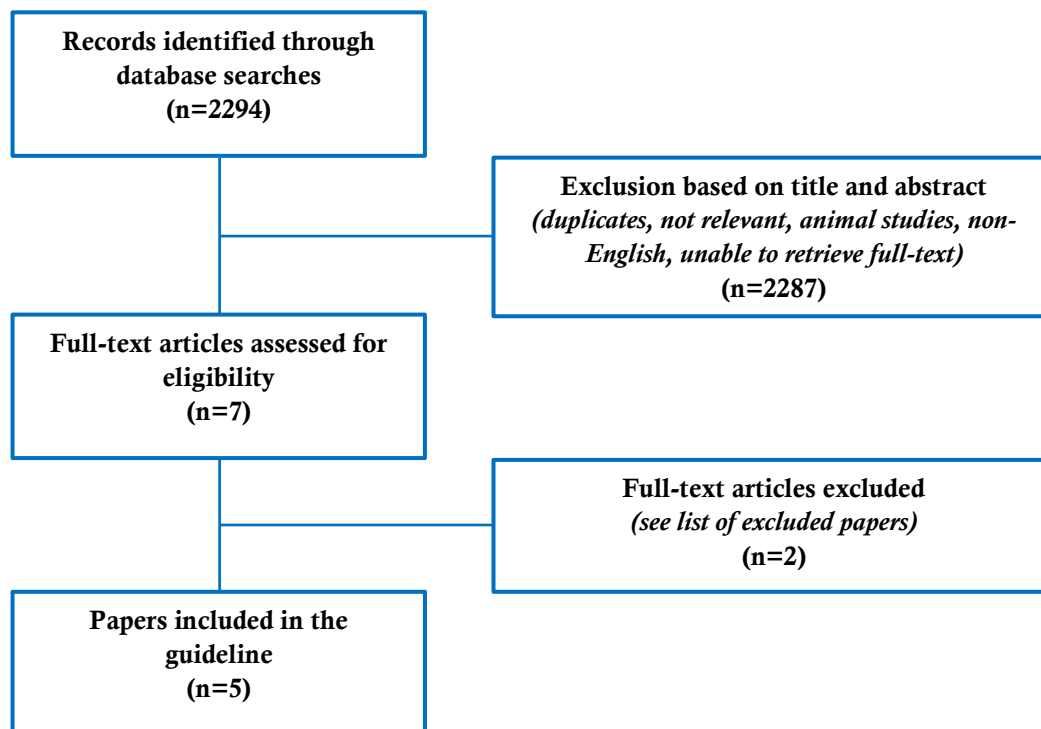 Records identified through
database searches
(n=2294)
Exclusion based on title and abstract
(duplicates, not relevant, animal studies, non-
English, unable to retrieve full-text)
(n=2287)
Full-text articles assessed for
eligibility
(n=7)
Full-text articles excluded
(see list of excluded papers)
(n=2)
Papers included in the
guideline
(n=5)